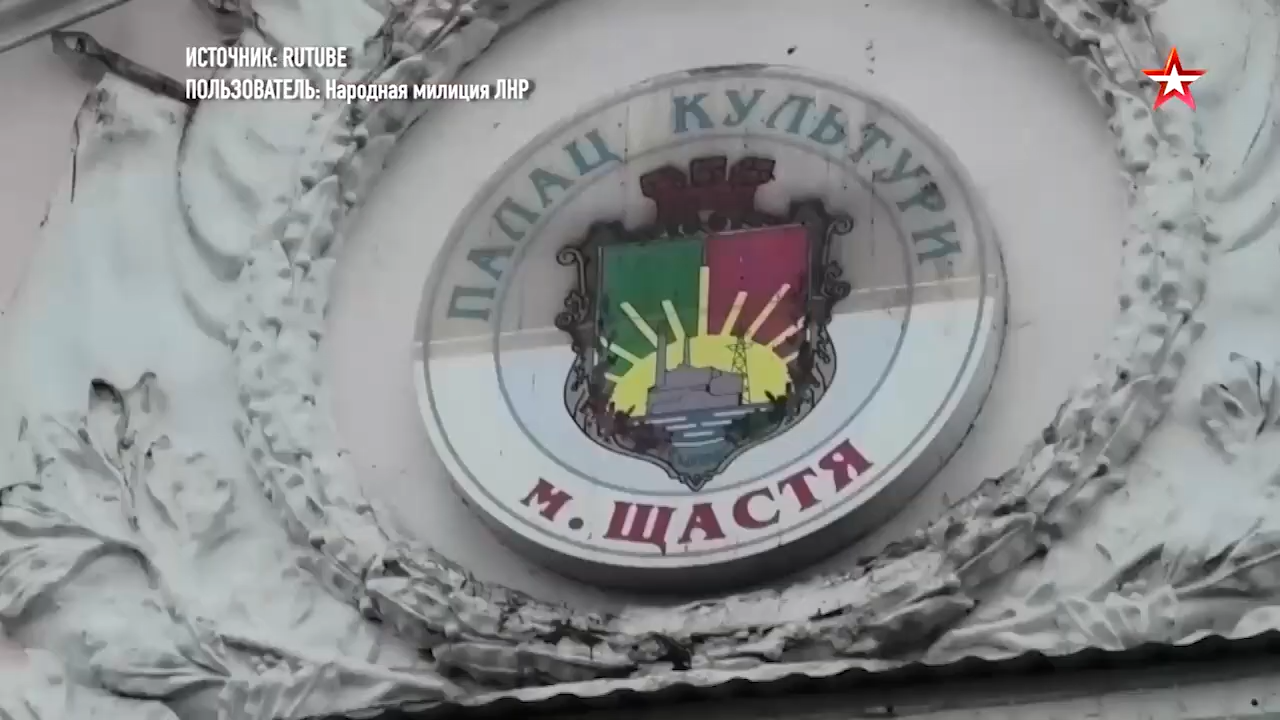 ИСТОЧНИК: RUTUBE
ПОЛЬЗОВАТЕЛЬ: Народная милиция ЛНР
ПАЛАЦ КУЛЬТУРИ
м. ЩАСТЯ